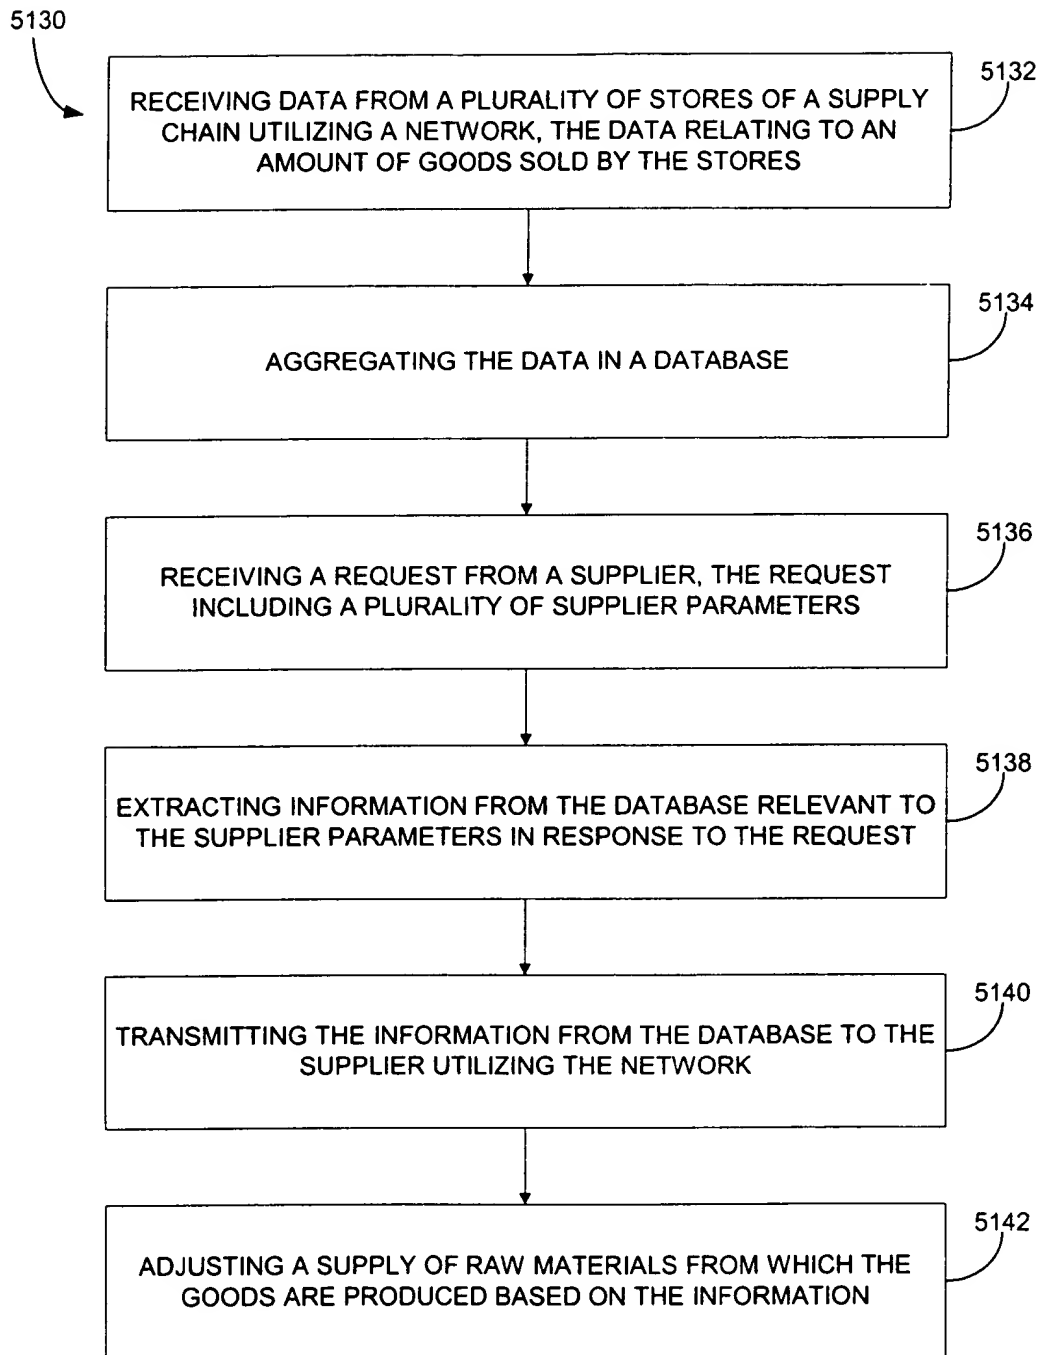 5130
5132
RECEIVING DATA FROM A PLURALITY OF STORES OF A SUPPLY
CHAIN UTILIZING A NETWORK, THE DATA RELATING TO AN
AMOUNT OF GOODS SOLD BY THE STORES
5134
AGGREGATING THE DATA IN A DATABASE
5136
RECEIVING A REQUEST FROM A SUPPLIER, THE REQUEST
INCLUDING A PLURALITY OF SUPPLIER PARAMETERS
5138
EXTRACTING INFORMATION FROM THE DATABASE RELEVANT TO
THE SUPPLIER PARAMETERS IN RESPONSE TO THE REQUEST
5140
TRANSMITTING THE INFORMATION FROM THE DATABASE TO THE
SUPPLIER UTILIZING THE NETWORK
5142
ADJUSTING A SUPPLY OF RAW MATERIALS FROM WHICH THE
GOODS ARE PRODUCED BASED ON THE INFORMATION